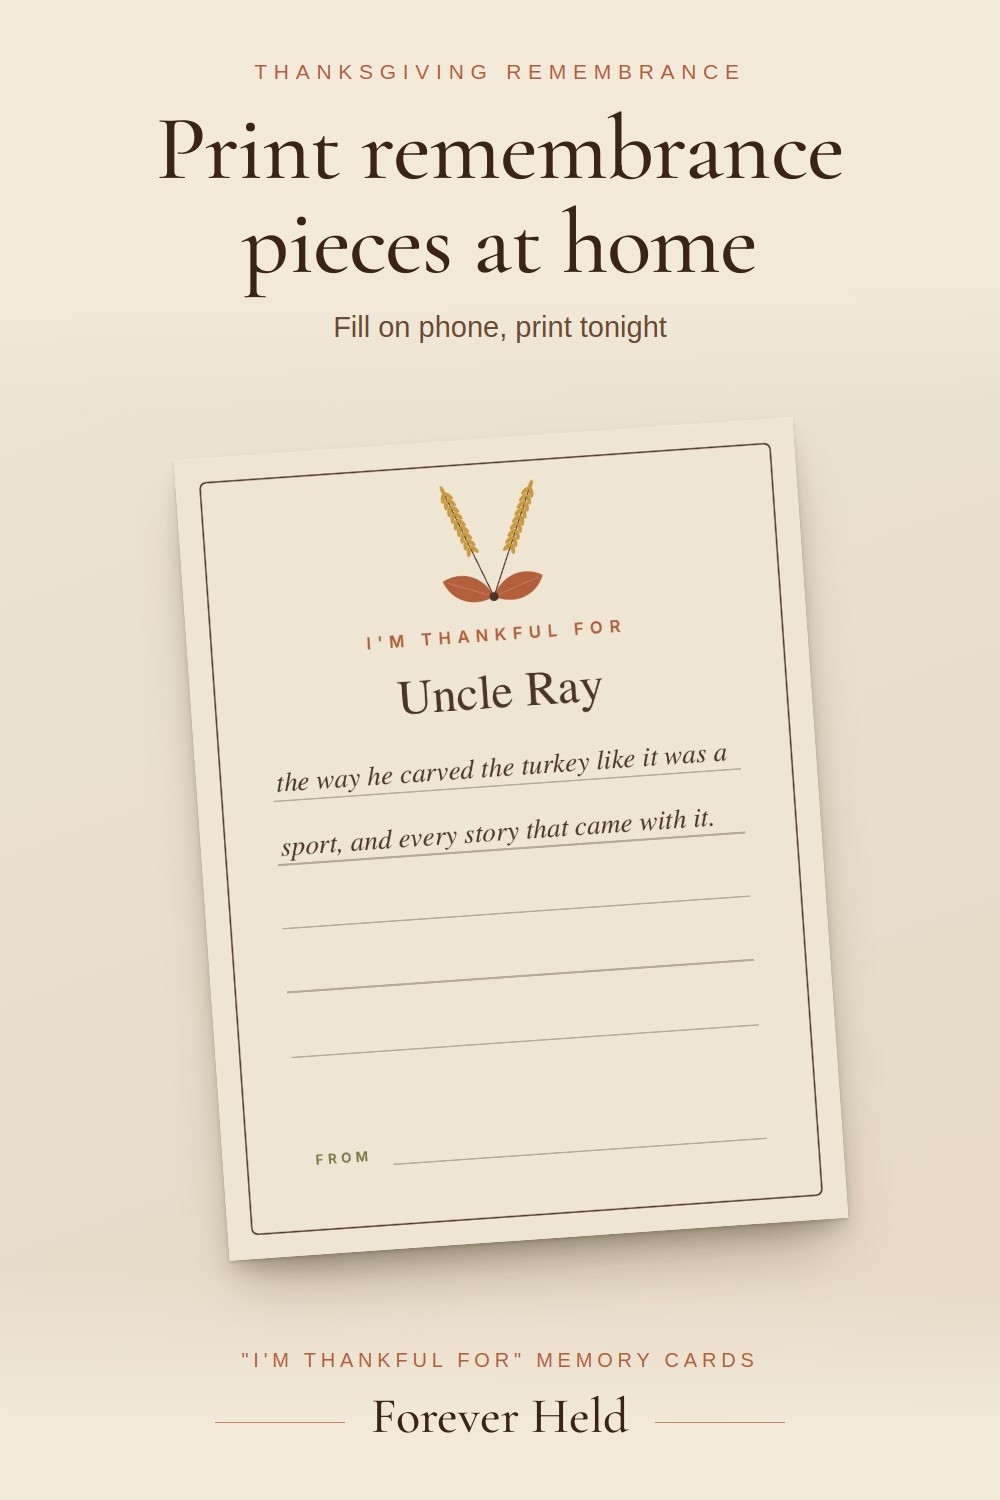 THANKSGIVING REMEMBRANCE
Print remembrance
pieces at home
Fill on phone, print tonight
I'M THANKFUL FOR
Uncle Ray
the way he carved the turkey like it was a
sport, and every story that came with it.
FROM
"I'M THANKFUL FOR" MEMORY CARDS
Forever Held